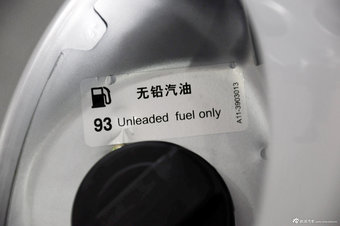 无铅汽油
93 Unleaded fuel only
A11-3903013